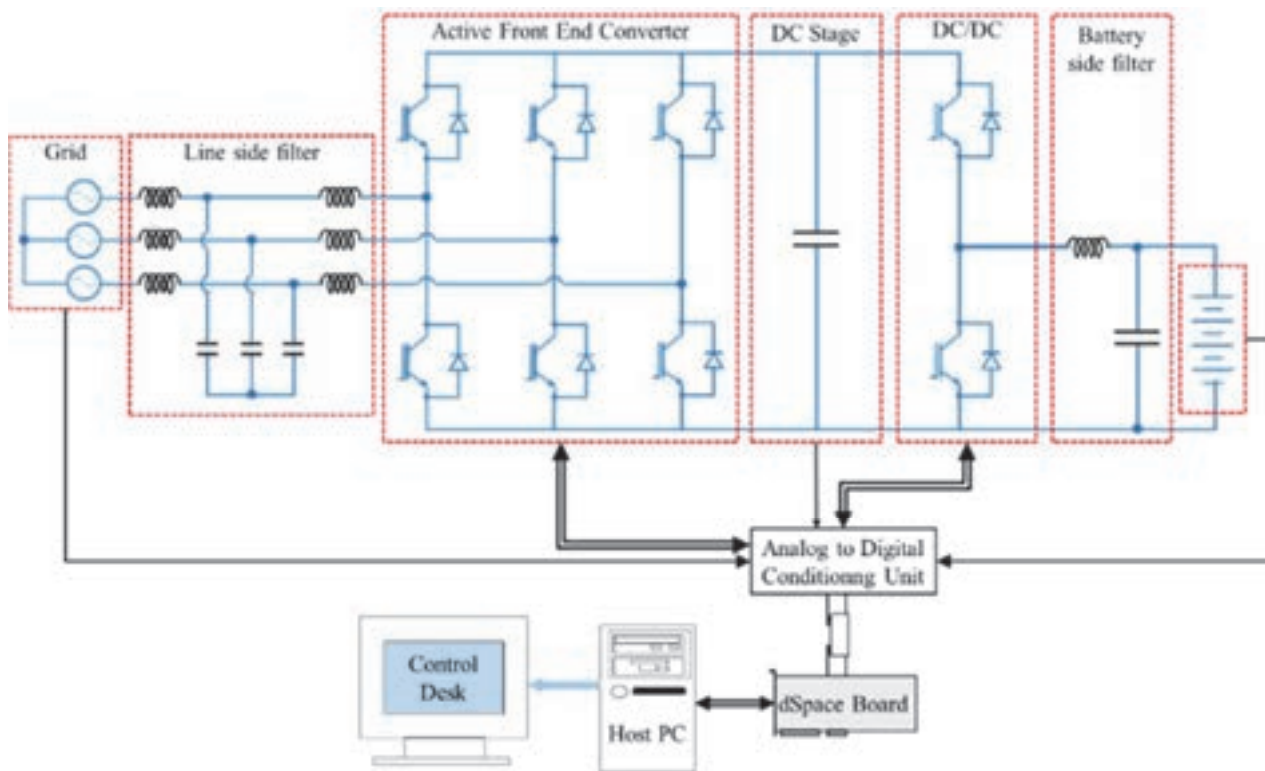 Active Front End Converter
DC Stage
DC/DC
Battery
side filter
Grid
Line side filter
Analog to Digital
Conditionng Unit
Control
Desk
Host PC
dSpace Board